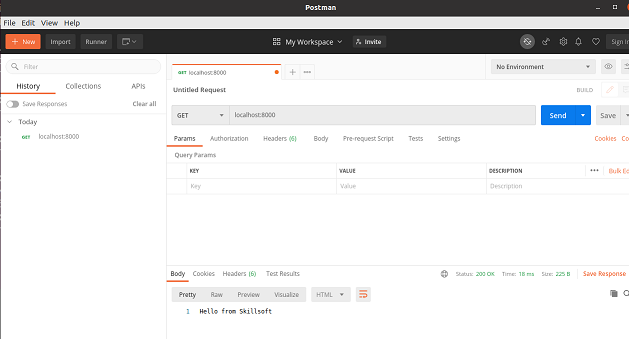 Postman
File Edit View Help
New Import Runner My Workspace Invite Sign
Filter
History Collections APIs
Save Responses Clear all
Today
GET localhost:8000
GET localhost:8000
No Environment
Untitled Request BUILD
GET localhost:8000 Send Save
Params Authorization Headers (6) Body Pre-request Script Tests Settings Cookies Co
Query Params
KEY VALUE DESCRIPTION Bulk Ed
Key Value Description
Body Cookies Headers (6) Test Results Status: 200 OK Time: 18 ms Size: 225 B Save Response
Pretty Raw Preview Visualize HTML
1 Hello from Skillsoft